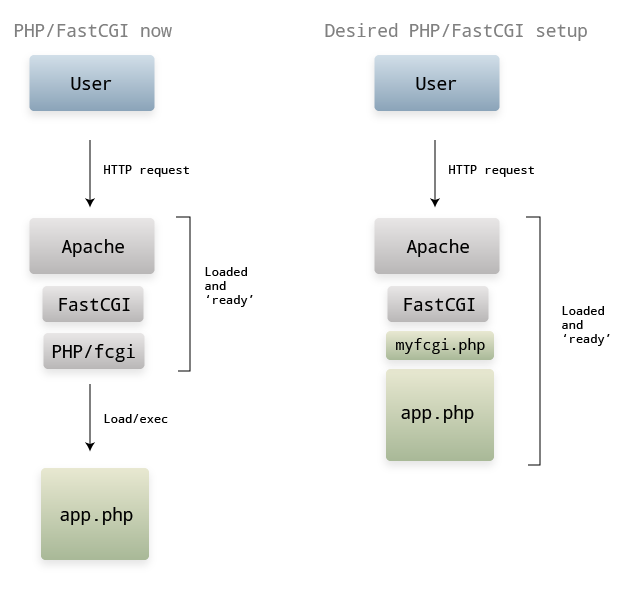 PHP/FastCGI now
User
HTTP request
Apache
FastCGI
PHP/fcgi
Loaded
and
‘ready’
Load/exec
app.php
Desired PHP/FastCGI setup
User
HTTP request
Apache
FastCGI
myfcgi.php
app.php
Loaded
and
‘ready’